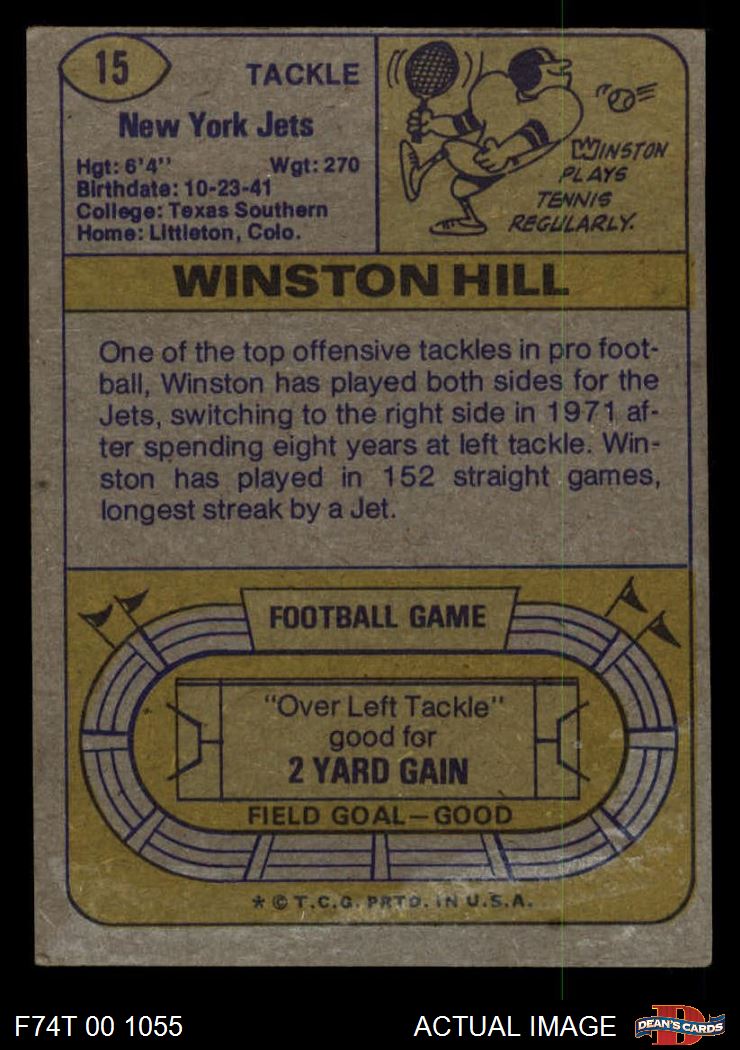 15
TACKLE
New York Jets
Hgt: 6'4" Wgt: 270
Birthdate: 10-23-41
College: Texas Southern
Home: Littleton, Colo.
WINSTON
PLAYS
TENNIS
REGULARLY.
WINSTON HILL
One of the top offensive tackles in pro foot-
ball, Winston has played both sides for the
Jets, switching to the right side in 1971 af-
ter spending eight years at left tackle. Win-
ston has played in 152 straight games,
longest streak by a Jet.
FOOTBALL GAME
"Over Left Tackle"
good for
2 YARD GAIN
FIELD GOAL—GOOD
* © T.C.G. PRTD. IN U.S.A.
F74T 00 1055 ACTUAL IMAGE
D
DEAN'S CARDS